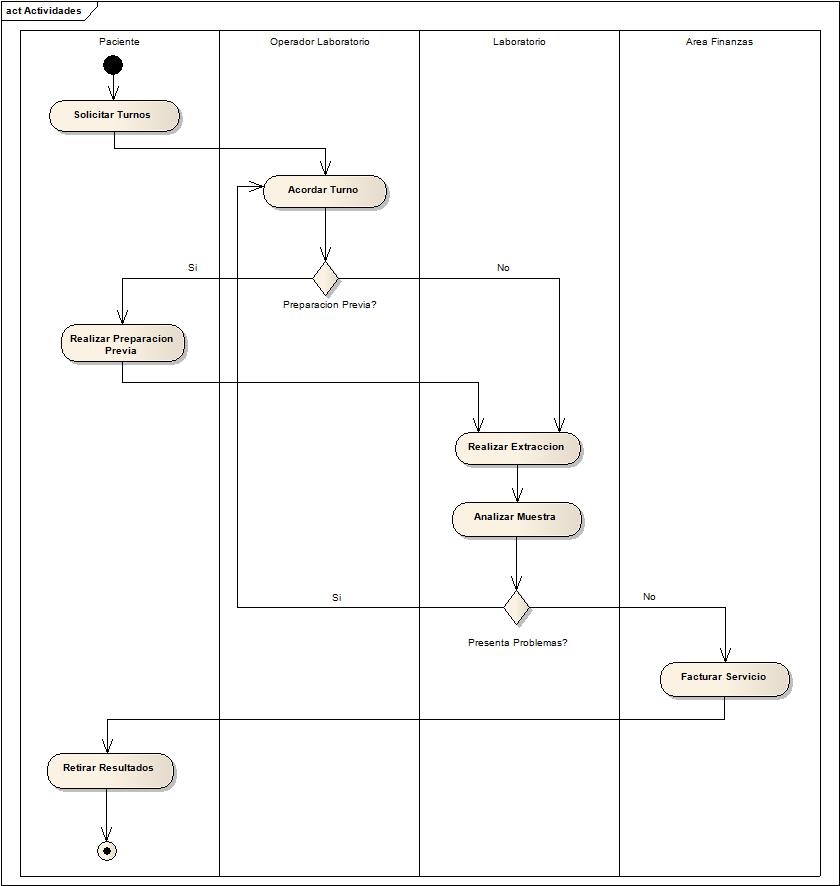 act Actividades
Paciente
Operador Laboratorio
Laboratorio
Area Finanzas
Solicitar Turnos
Acordar Turno
Si
No
Preparacion Previa?
Realizar Preparacion
Previa
Realizar Extraccion
Analizar Muestra
Si
No
Presenta Problemas?
Facturar Servicio
Retirar Resultados